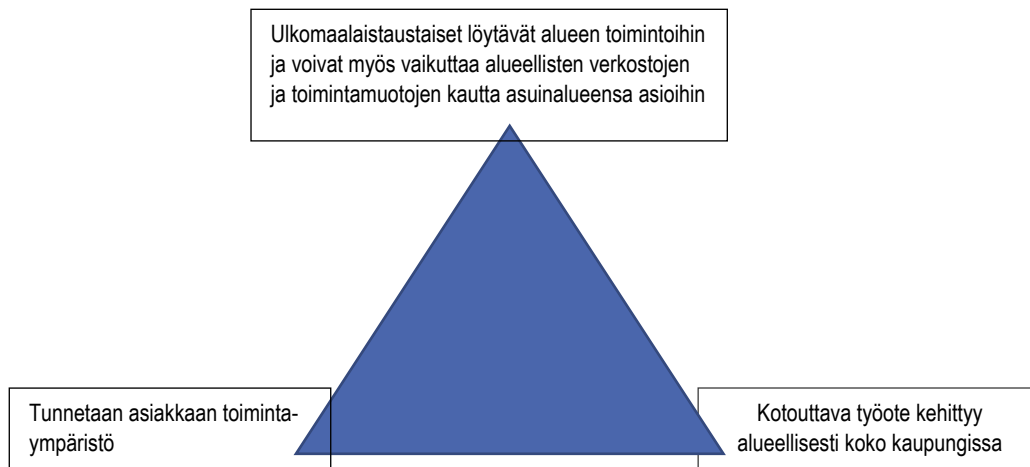 Ulkomaalaistaustaiset löytävät alueen toimintoihin
ja voivat myös vaikuttaa alueellisten verkostojen
ja toimintamuotojen kautta asuinalueensa asioihin
Tunnetaan asiakkaan toiminta-
ympäristö
Kotouttava työote kehittyy
alueellisesti koko kaupungissa